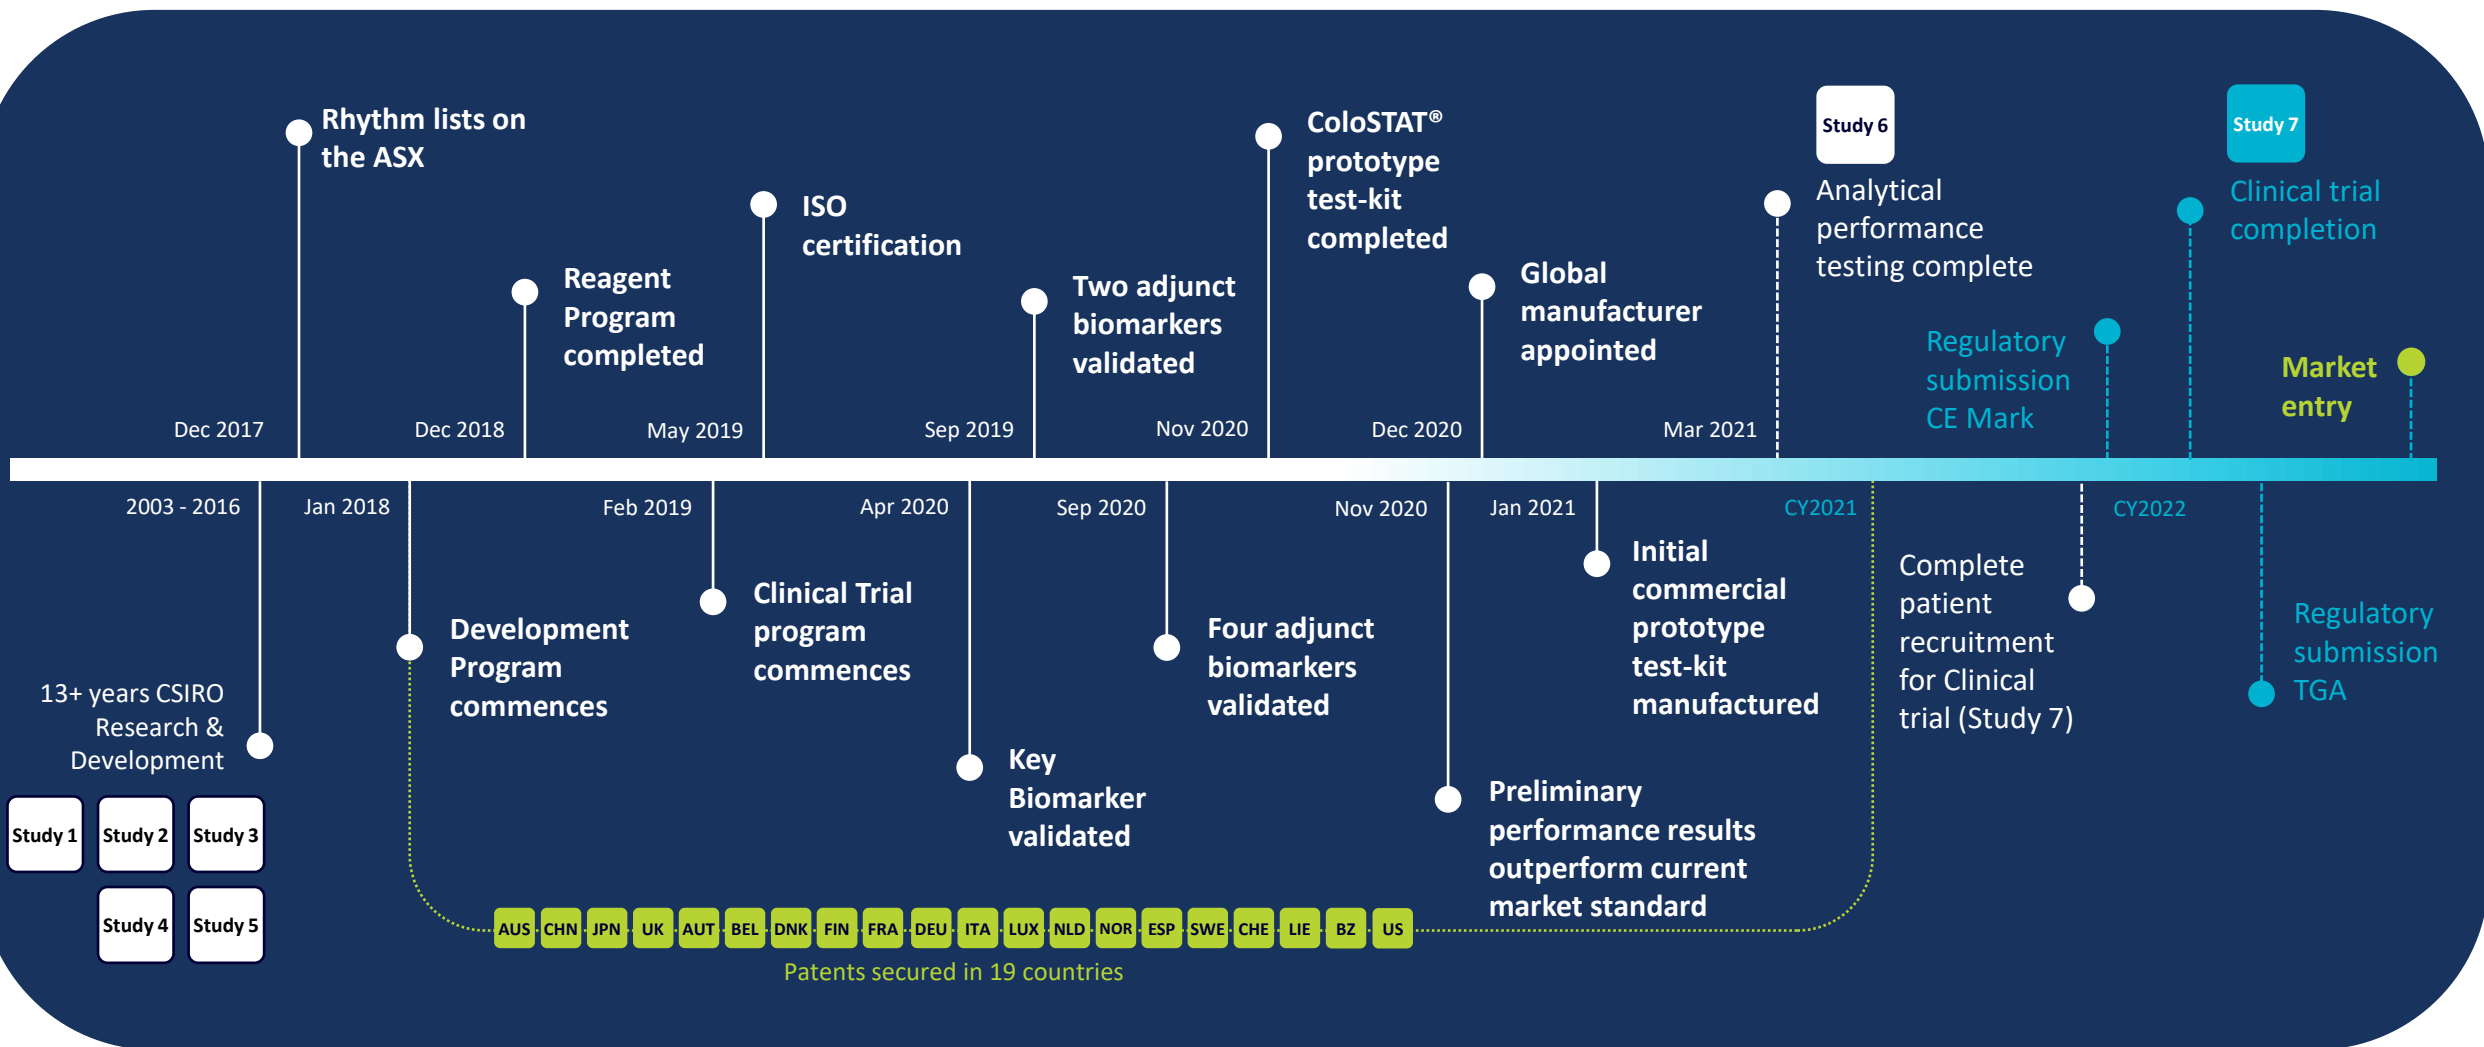 Rhythm lists on
the ASX
Dec 2017
Reagent
Program
completed
Dec 2018
ISO
certification
May 2019
Two adjunct
biomarkers
validated
Sep 2019
ColoSTAT®
prototype
test-kit
completed
Nov 2020
Global
manufacturer
appointed
Dec 2020
Study 6
Analytical
performance
testing complete
Mar 2021
Regulatory
submission
CE Mark
Study 7
Clinical trial
completion
Market
entry
2003 - 2016
13+ years CSIRO
Research &
Development
Study 1
Study 2
Study 3
Study 4
Study 5
Jan 2018
Development
Program
commences
Feb 2019
Clinical Trial
program
commences
Apr 2020
Key
Biomarker
validated
Sep 2020
Four adjunct
biomarkers
validated
Nov 2020
Preliminary
performance results
outperform current
market standard
Jan 2021
Initial
commercial
prototype
test-kit
manufactured
CY2021
Complete
patient
recruitment
for Clinical
trial (Study 7)
CY2022
Regulatory
submission
TGA
AUS CHN JPN UK AUT BEL DNK FIN FRA DEU ITA LUX NLD NOR ESP SWE CHE LIE BZ US
Patents secured in 19 countries